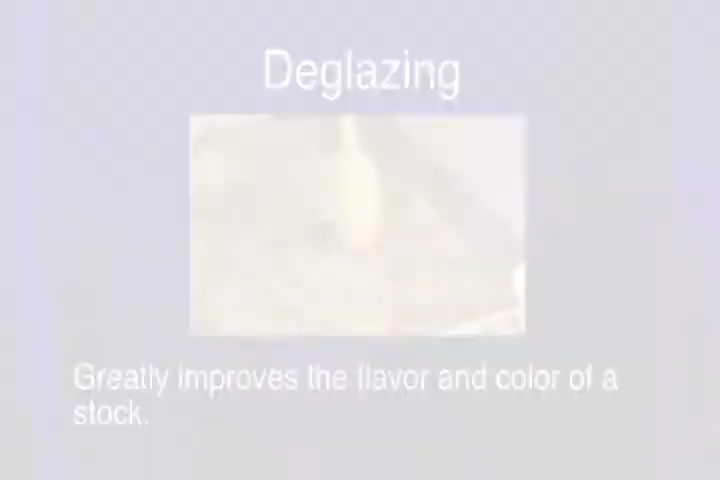 Deglazing
Greatly improves the flavor and color of a
stock.